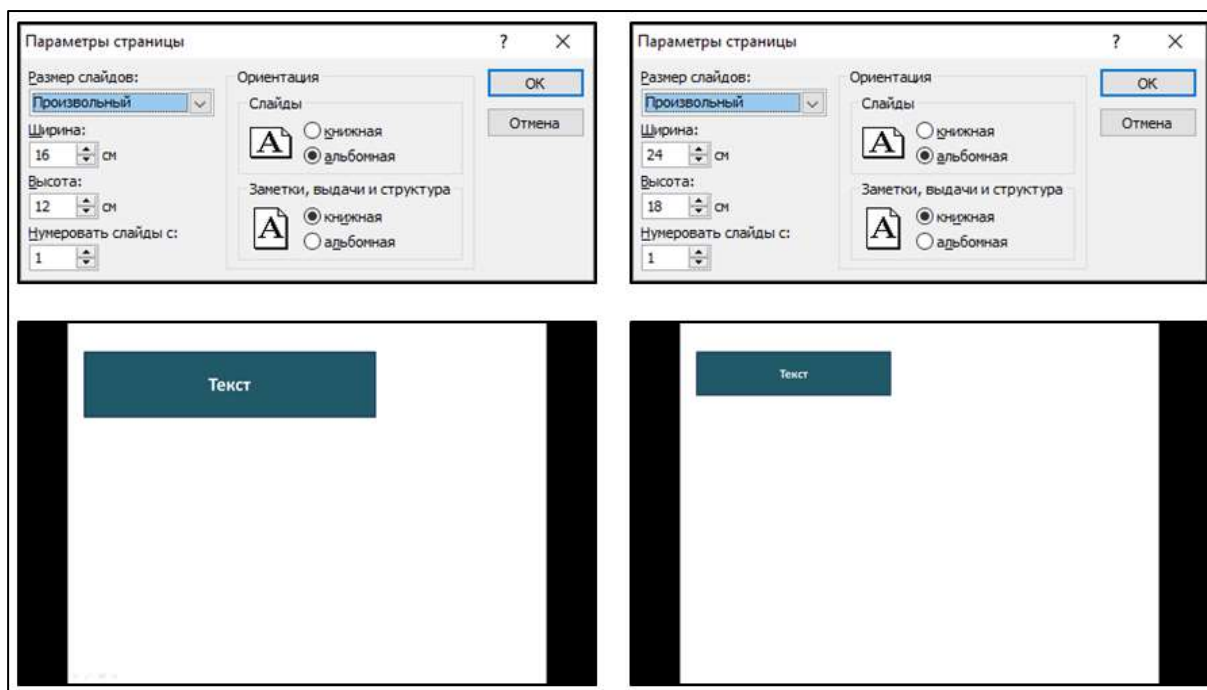 Параметры страницы ? ×
Размер слайдов:
Произвольный
Ширина:
16 см
Высота:
12 см
Нумеровать слайды с:
1
Ориентация
Слайды
A
книжная
альбомная
Заметки, выдачи и структура
A
книжная
альбомная
ОК
Отмена
Параметры страницы ? ×
Размер слайдов:
Произвольный
Ширина:
24 см
Высота:
18 см
Нумеровать слайды с:
1
Ориентация
Слайды
A
книжная
альбомная
Заметки, выдачи и структура
A
книжная
альбомная
ОК
Отмена
Текст
Текст